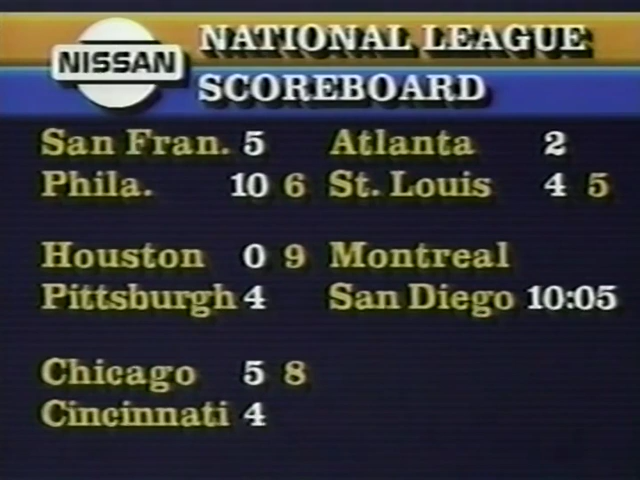 NISSAN
NATIONAL LEAGUE
SCOREBOARD
San Fran. 5
Phila. 10 6
Atlanta 2
St. Louis 4 5
Houston 0 9
Pittsburgh 4
Montreal
San Diego 10:05
Chicago 5 8
Cincinnati 4